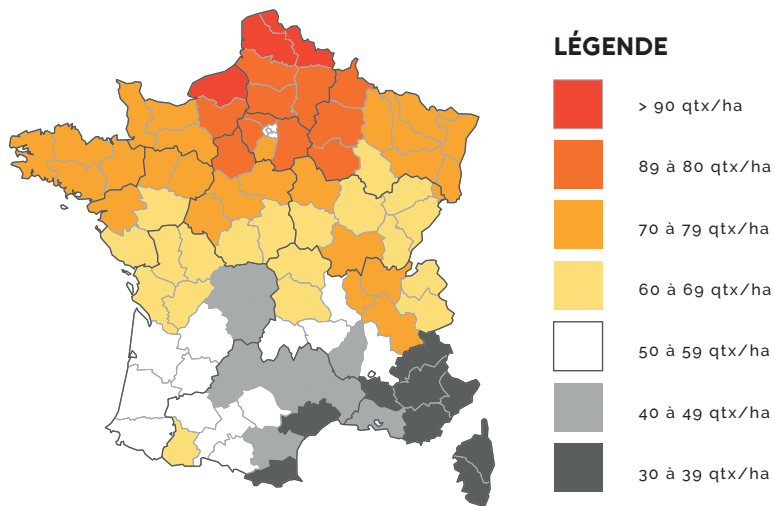 LÉGENDE
> 90 qtx/ha
89 à 80 qtx/ha
70 à 79 qtx/ha
60 à 69 qtx/ha
50 à 59 qtx/ha
40 à 49 qtx/ha
30 à 39 qtx/ha